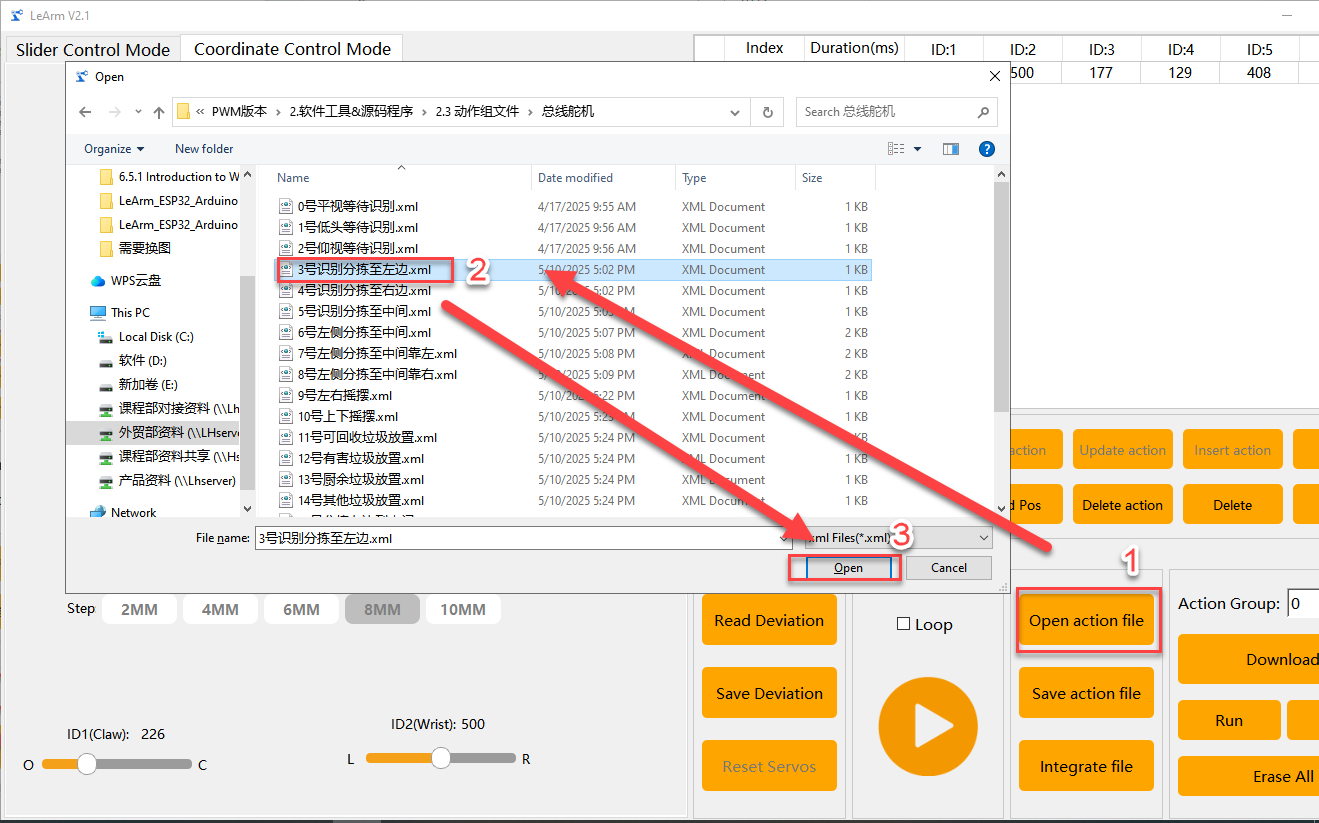 LeArm V2.1
Slider Control Mode Coordinate Control Mode
Index Duration(ms) ID:1 ID:2 ID:3 ID:4 ID:5
500 177 129 408
Open
« PWM版本 › 2.软件工具&源码程序 › 2.3 动作组文件 › 总线舵机
Search 总线舵机
Organize New folder
6.5.1 Introduction to W
LeArm_ESP32_Arduino
LeArm_ESP32_Arduino
需要换图
WPS云盘
This PC
Local Disk (C:)
软件 (D:)
新加卷 (E:)
课程部对接资料 (\\Lh
外贸部资料 (\\LHserve
课程部资料共享 (\\Hs
产品资料 (\\Lhserver)
Network
Name Date modified Type Size
0号平视等待识别.xml 4/17/2025 9:55 AM XML Document 1 KB
1号低头等待识别.xml 4/17/2025 9:56 AM XML Document 1 KB
2号仰视等待识别.xml 4/17/2025 9:56 AM XML Document 1 KB
3号识别分拣至左边.xml 5/10/2025 5:02 PM XML Document 1 KB
4号识别分拣至右边.xml 5/10/2025 5:02 PM XML Document 1 KB
5号识别分拣至中间.xml 5/10/2025 PM XML Document 1 KB
6号左侧分拣至中间.xml 5/10/2025 5:07 PM XML Document 2 KB
7号左侧分拣至中间靠左.xml 5/10/2025 5:08 PM XML Document 2 KB
8号左侧分拣至中间靠右.xml 5/10/2025 5:09 PM XML Document 2 KB
9号左右摇摆.xml 5/10/2025 5:22 PM XML Document 1 KB
10号上下摇摆.xml 5/10/2025 PM XML Document 1 KB
11号可回收垃圾放置.xml 5/10/2025 5:24 PM XML Document 1 KB
12号有害垃圾放置.xml 5/10/2025 5:24 PM XML Document 1 KB
13号厨余垃圾放置.xml 5/10/2025 5:24 PM XML Document 1 KB
14号其他垃圾放置.xml 5/10/2025 5:24 PM XML Document 1 KB
2
File name: 3号识别分拣至左边.xml
xml Files(*.xml)
3
Open Cancel
1
action Update action Insert action
d Pos Delete action Delete
Step 2MM 4MM 6MM 8MM 10MM
ID1(Claw): 226
O C
ID2(Wrist): 500
L R
Read Deviation
Save Deviation
Reset Servos
Loop
Open action file
Save action file
Integrate file
Action Group: 0
Download
Run
Erase All